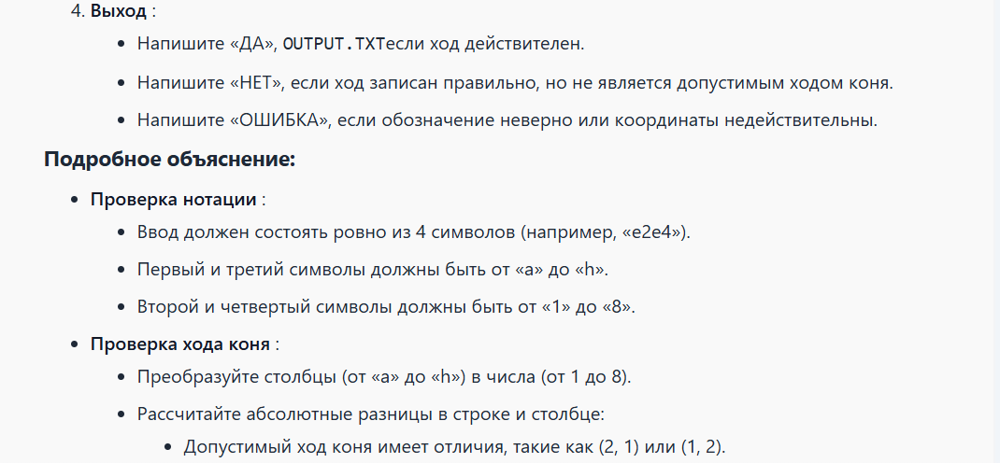 4. Выход :
Напишите «ДА», OUTPUT.TXTесли ход действителен.
Напишите «НЕТ», если ход записан правильно, но не является допустимым ходом коня.
Напишите «ОШИБКА», если обозначение неверно или координаты недействительны.
Подробное объяснение:
Проверка нотации :
Ввод должен состоять ровно из 4 символов (например, «e2e4»).
Первый и третий символы должны быть от «a» до «h».
Второй и четвертый символы должны быть от «1» до «8».
Проверка хода коня :
Преобразуйте столбцы (от «a» до «h») в числа (от 1 до 8).
Рассчитайте абсолютные разницы в строке и столбце:
Допустимый ход коня имеет отличия, такие как (2, 1) или (1, 2).